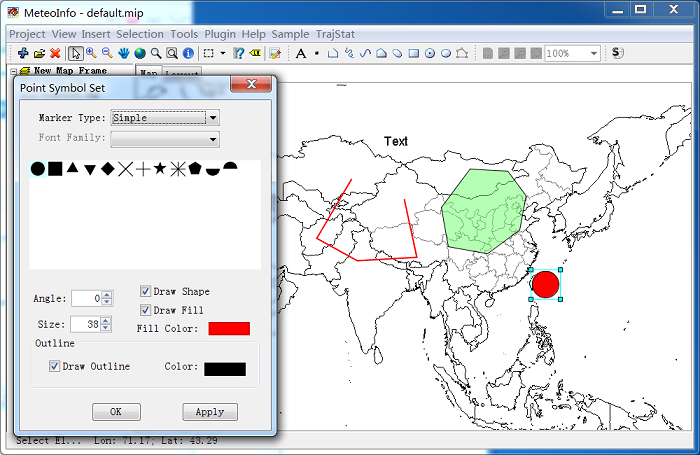 MeteoInfo - default.mip
Project View Insert Selection Tools Plugin Help Sample TrajStat
A
100%
New Map Frame
Map Layout
Point Symbol Set
Marker Type: Simple
Font Family:
Text
Angle: 0
Draw Shape
Draw Fill
Size: 38
Fill Color:
Outline
Draw Outline
Color:
OK
Apply
Select El... Lon: 71.17; Lat: 43.29